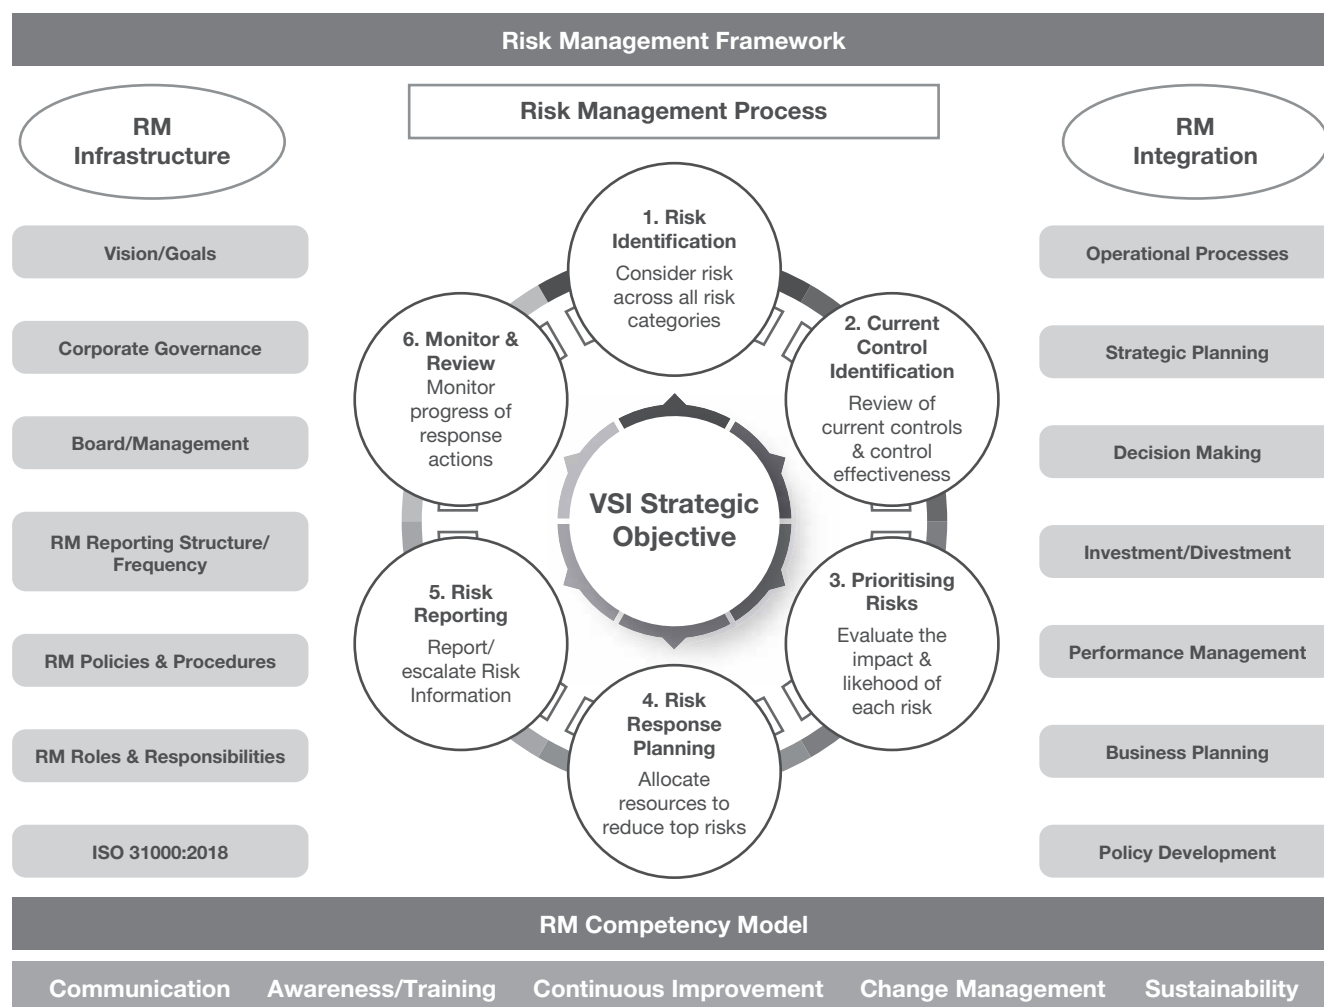 Risk Management Framework
RM
Infrastructure
Vision/Goals
Corporate Governance
Board/Management
RM Reporting Structure/
Frequency
RM Policies & Procedures
RM Roles & Responsibilities
ISO 31000:2018
Risk Management Process
1. Risk
Identification
Consider risk
across all risk
categories
2. Current
Control
Identification
Review of
current controls
& control
effectiveness
3. Prioritising
Risks
Evaluate the
impact &
likehood of
each risk
4. Risk
Response
Planning
Allocate
resources to
reduce top risks
5. Risk
Reporting
Report/
escalate Risk
Information
6. Monitor &
Review
Monitor
progress of
response
actions
VSI Strategic
Objective
RM
Integration
Operational Processes
Strategic Planning
Decision Making
Investment/Divestment
Performance Management
Business Planning
Policy Development
RM Competency Model
Communication Awareness/Training Continuous Improvement Change Management Sustainability